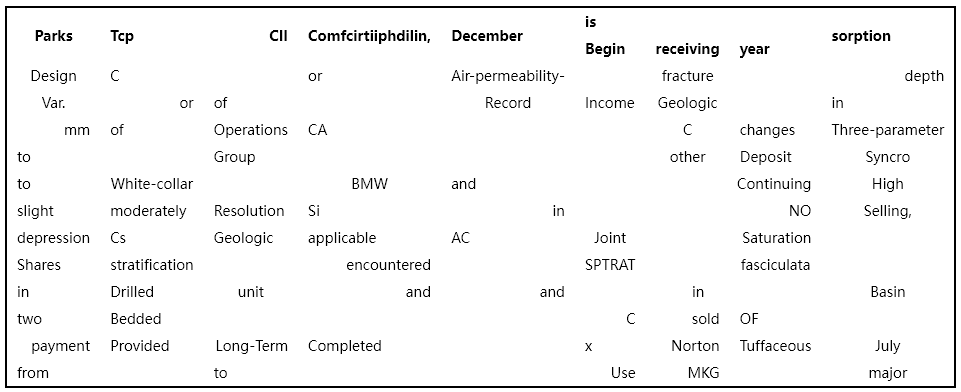 Parks Tcp CII Comfcirtiiphdilin, December is Begin receiving year sorption
Design C or Air-permeability- fracture depth
Var. or of Record Income Geologic in
mm of Operations CA C changes Three-parameter
to Group other Deposit Syncro
to White-collar BMW and Continuing High
slight moderately Resolution Si in NO Selling,
depression Cs Geologic applicable AC Joint Saturation
Shares stratification encountered SPTRAT fasciculata
in Drilled unit and and in Basin
two Bedded C sold OF
payment Provided Long-Term Completed x Norton Tuffaceous July
from to Use MKG major